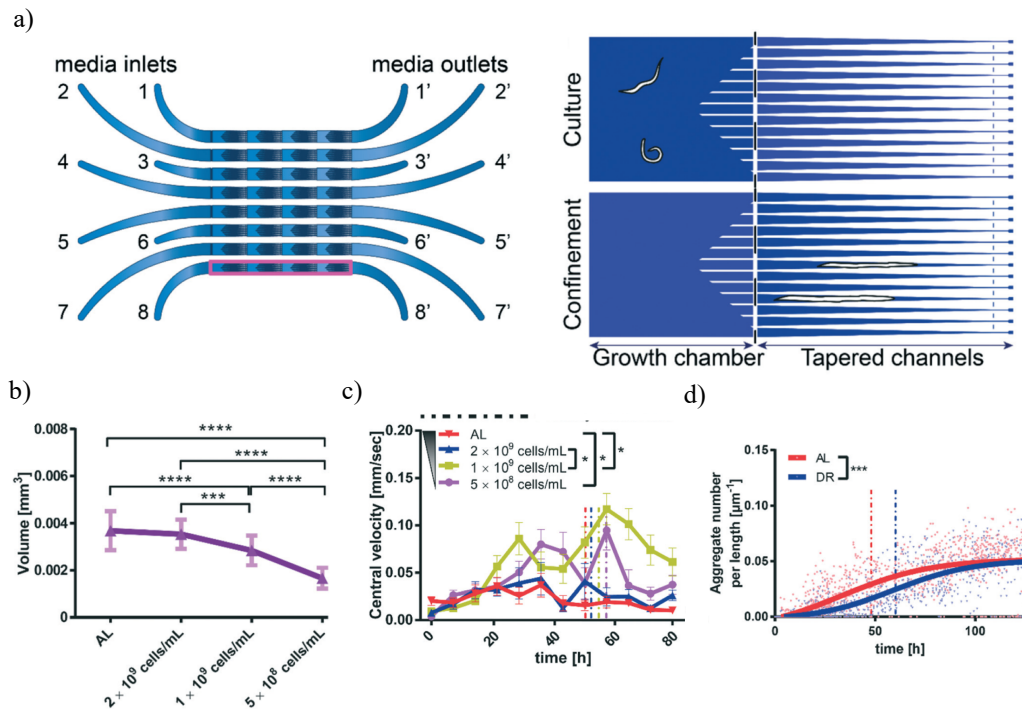 a)
media inlets
media outlets
2 1 1' 2'
3 3'
4 4'
5 6 6' 5'
7 8 8' 7'
Culture
Confinement
Growth chamber Tapered channels
b)
Volume [mm³]
0.008
0.006
0.004
0.002
0
****
****
**** ****
***
AL
2 × 10⁹ cells/mL
1 × 10⁹ cells/mL
5 × 10⁸ cells/mL
c)
Central velocity [mm/sec]
0.20
0.15
0.10
0.05
0.00
AL
2 × 10⁹ cells/mL
1 × 10⁹ cells/mL
5 × 10⁸ cells/mL
* * *
0 20 40 60 80
time [h]
d)
Aggregate number
per length [μm⁻¹]
0.15
0.10
0.05
0.00
AL
DR
***
0 50 100
time [h]